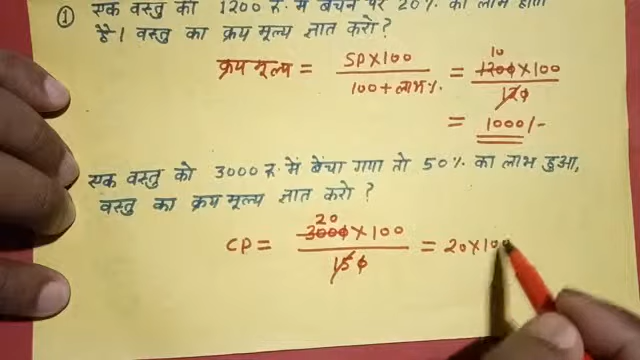 ① एक वस्तु को 1200 रु. में बेचने पर 20% का लाभ होता
है। वस्तु का क्रय मूल्य ज्ञात करो?
क्रय मूल्य = SP×100 / 100+लाभ% = 1200×100 / 120 10
= 1000/-
एक वस्तु को 3000 रु. में बेंचा गया तो 50% का लाभ हुआ,
वस्तु का क्रय मूल्य ज्ञात करो?
CP = 3000×100 / 150 20 = 20×100